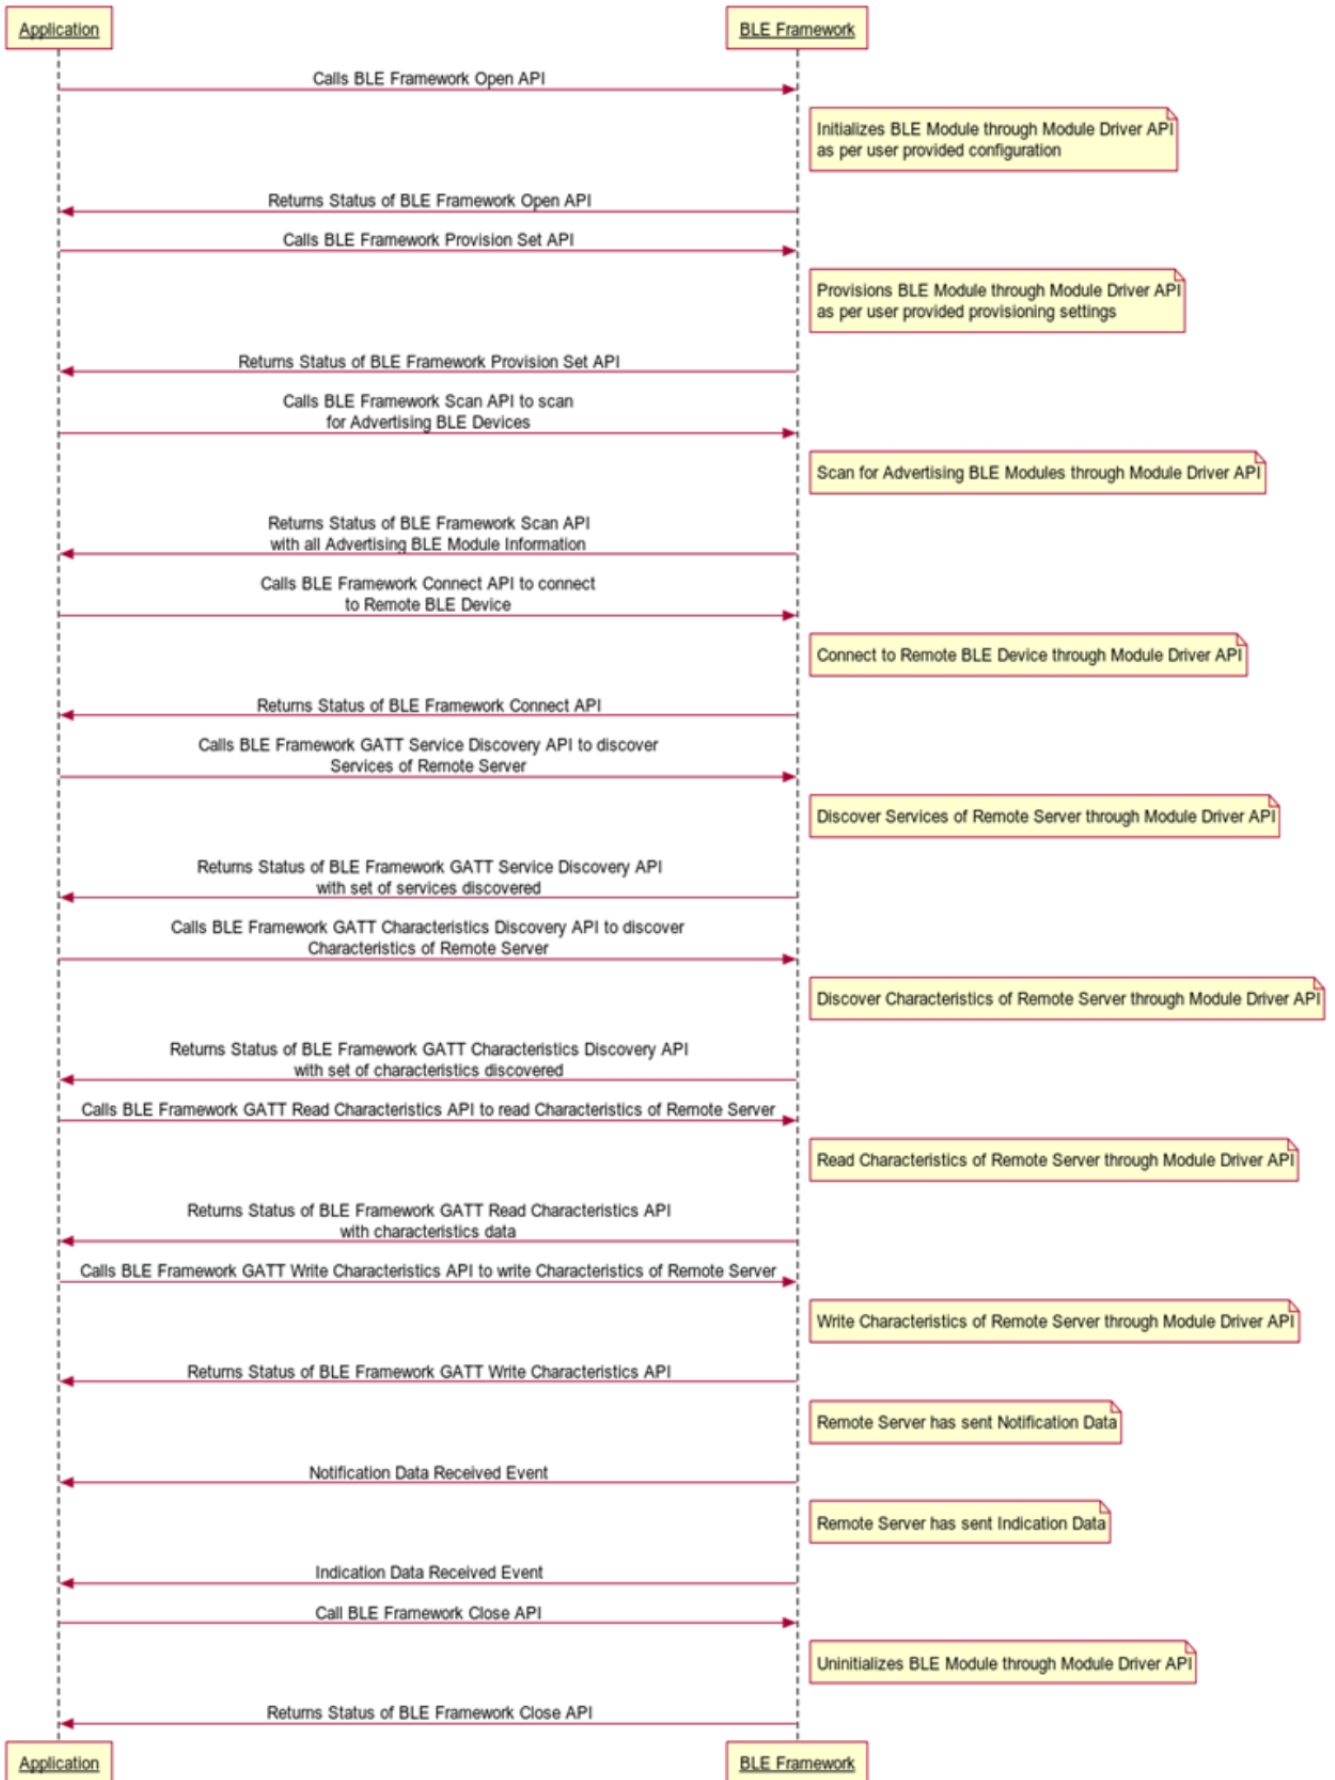 Application
BLE Framework
Calls BLE Framework Open API
Initializes BLE Module through Module Driver API
as per user provided configuration
Returns Status of BLE Framework Open API
Calls BLE Framework Provision Set API
Provisions BLE Module through Module Driver API
as per user provided provisioning settings
Returns Status of BLE Framework Provision Set API
Calls BLE Framework Scan API to scan
for Advertising BLE Devices
Scan for Advertising BLE Modules through Module Driver API
Returns Status of BLE Framework Scan API
with all Advertising BLE Module Information
Calls BLE Framework Connect API to connect
to Remote BLE Device
Connect to Remote BLE Device through Module Driver API
Returns Status of BLE Framework Connect API
Calls BLE Framework GATT Service Discovery API to discover
Services of Remote Server
Discover Services of Remote Server through Module Driver API
Returns Status of BLE Framework GATT Service Discovery API
with set of services discovered
Calls BLE Framework GATT Characteristics Discovery API to discover
Characteristics of Remote Server
Discover Characteristics of Remote Server through Module Driver API
Returns Status of BLE Framework GATT Characteristics Discovery API
with set of characteristics discovered
Calls BLE Framework GATT Read Characteristics API to read Characteristics of Remote Server
Read Characteristics of Remote Server through Module Driver API
Returns Status of BLE Framework GATT Read Characteristics API
with characteristics data
Calls BLE Framework GATT Write Characteristics API to write Characteristics of Remote Server
Write Characteristics of Remote Server through Module Driver API
Returns Status of BLE Framework GATT Write Characteristics API
Remote Server has sent Notification Data
Notification Data Received Event
Remote Server has sent Indication Data
Indication Data Received Event
Call BLE Framework Close API
Uninitializes BLE Module through Module Driver API
Returns Status of BLE Framework Close API
Application
BLE Framework